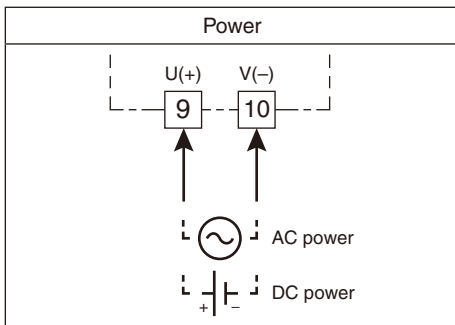 Power
U(+) V(–)
9 10
AC power
+ – DC power